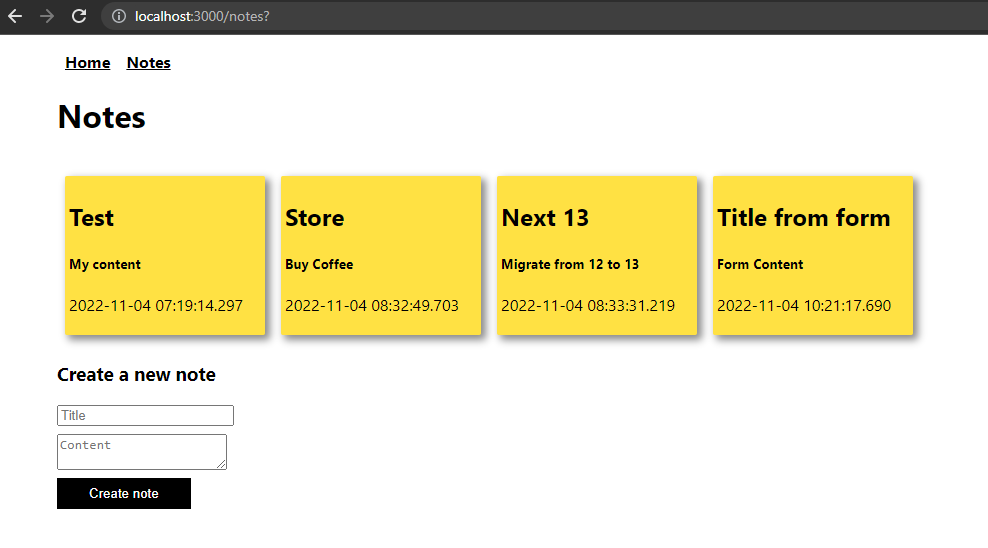 localhost:3000/notes?
Home Notes
Notes
Test
My content
2022-11-04 07:19:14.297
Store
Buy Coffee
2022-11-04 08:32:49.703
Next 13
Migrate from 12 to 13
2022-11-04 08:33:31.219
Title from form
Form Content
2022-11-04 10:21:17.690
Create a new note
Title
Content
Create note